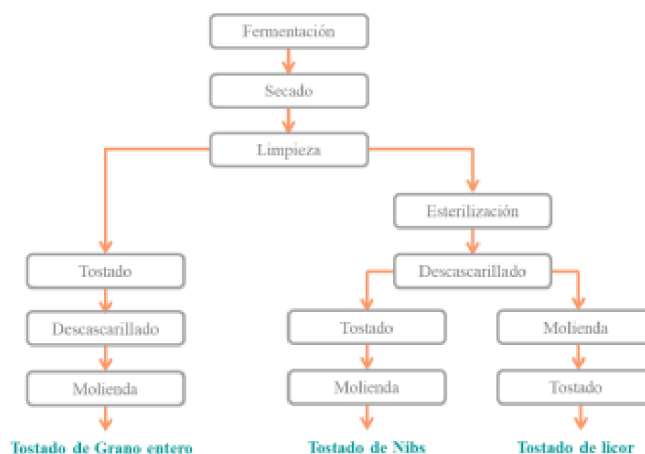 Fermentación
Secado
Limpieza
Esterilización
Tostado
Descascarillado
Descascarillado
Tostado
Molienda
Molienda
Molienda
Tostado
Tostado de Grano entero
Tostado de Nibs
Tostado de licor